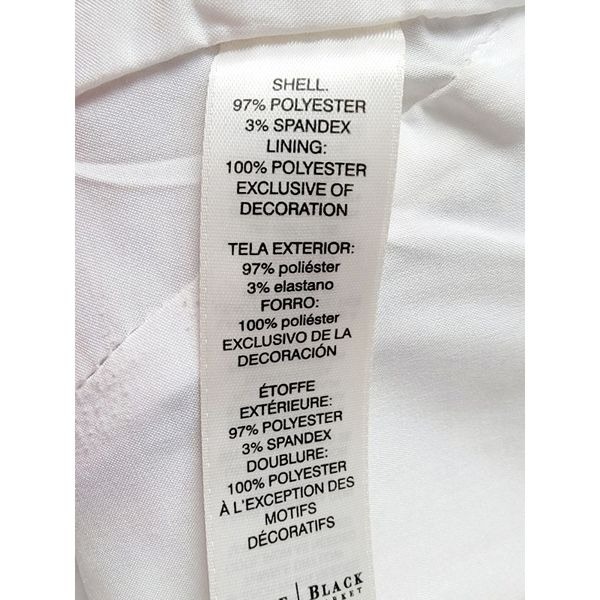 SHELL.
97% POLYESTER
3% SPANDEX
LINING:
100% POLYESTER
EXCLUSIVE OF
DECORATION
TELA EXTERIOR:
97% poliéster
3% elastano
FORRO:
100% poliéster
EXCLUSIVO DE LA
DECORACIÓN
ÉTOFFE
EXTÉRIEURE:
97% POLYESTER
3% SPANDEX
DOUBLURE:
100% POLYESTER
À L'EXCEPTION DES
MOTIFS
DÉCORATIFS
BLACK